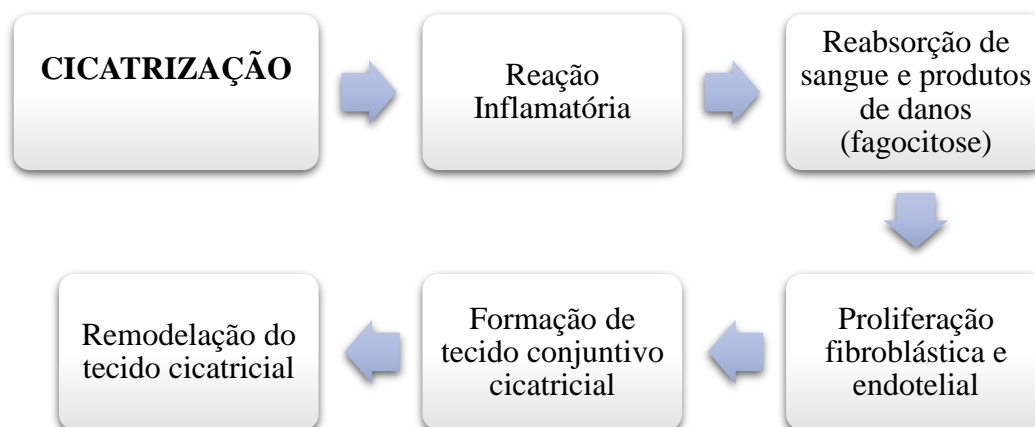 CICATRIZAÇÃO
Reação
Inflamatória
Reabsorção de
sangue e produtos
de danos
(fagocitose)
Proliferação
fibroblástica e
endotelial
Formação de
tecido conjuntivo
cicatricial
Remodelação do
tecido cicatricial